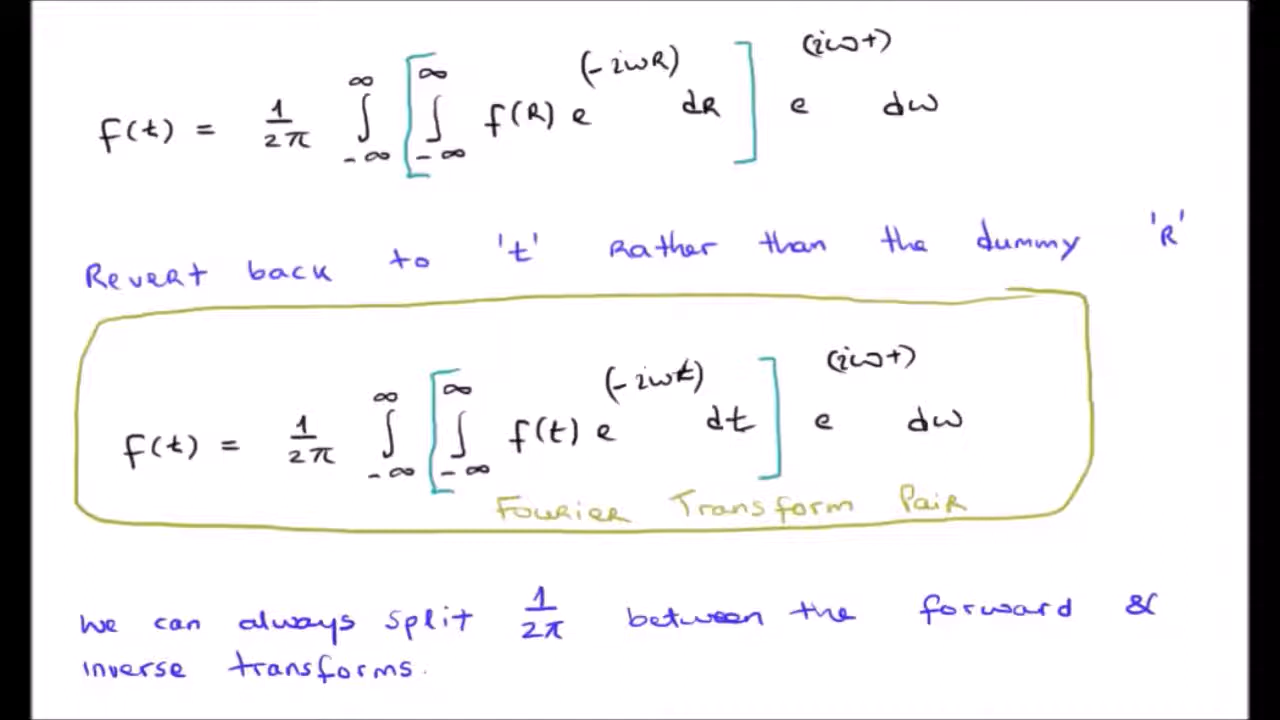 f(t) = 1/2π ∫_{-∞}^{∞} [ ∫_{-∞}^{∞} f(R) e^{(-iωR)} dR ] e^{(iωt)} dω
Revert back to 't' Rather than the dummy 'R'
f(t) = 1/2π ∫_{-∞}^{∞} [ ∫_{-∞}^{∞} f(t) e^{(-iωt)} dt ] e^{(iωt)} dω
Fourier Transform Pair
We can always split 1/2π between the forward &
inverse transforms.